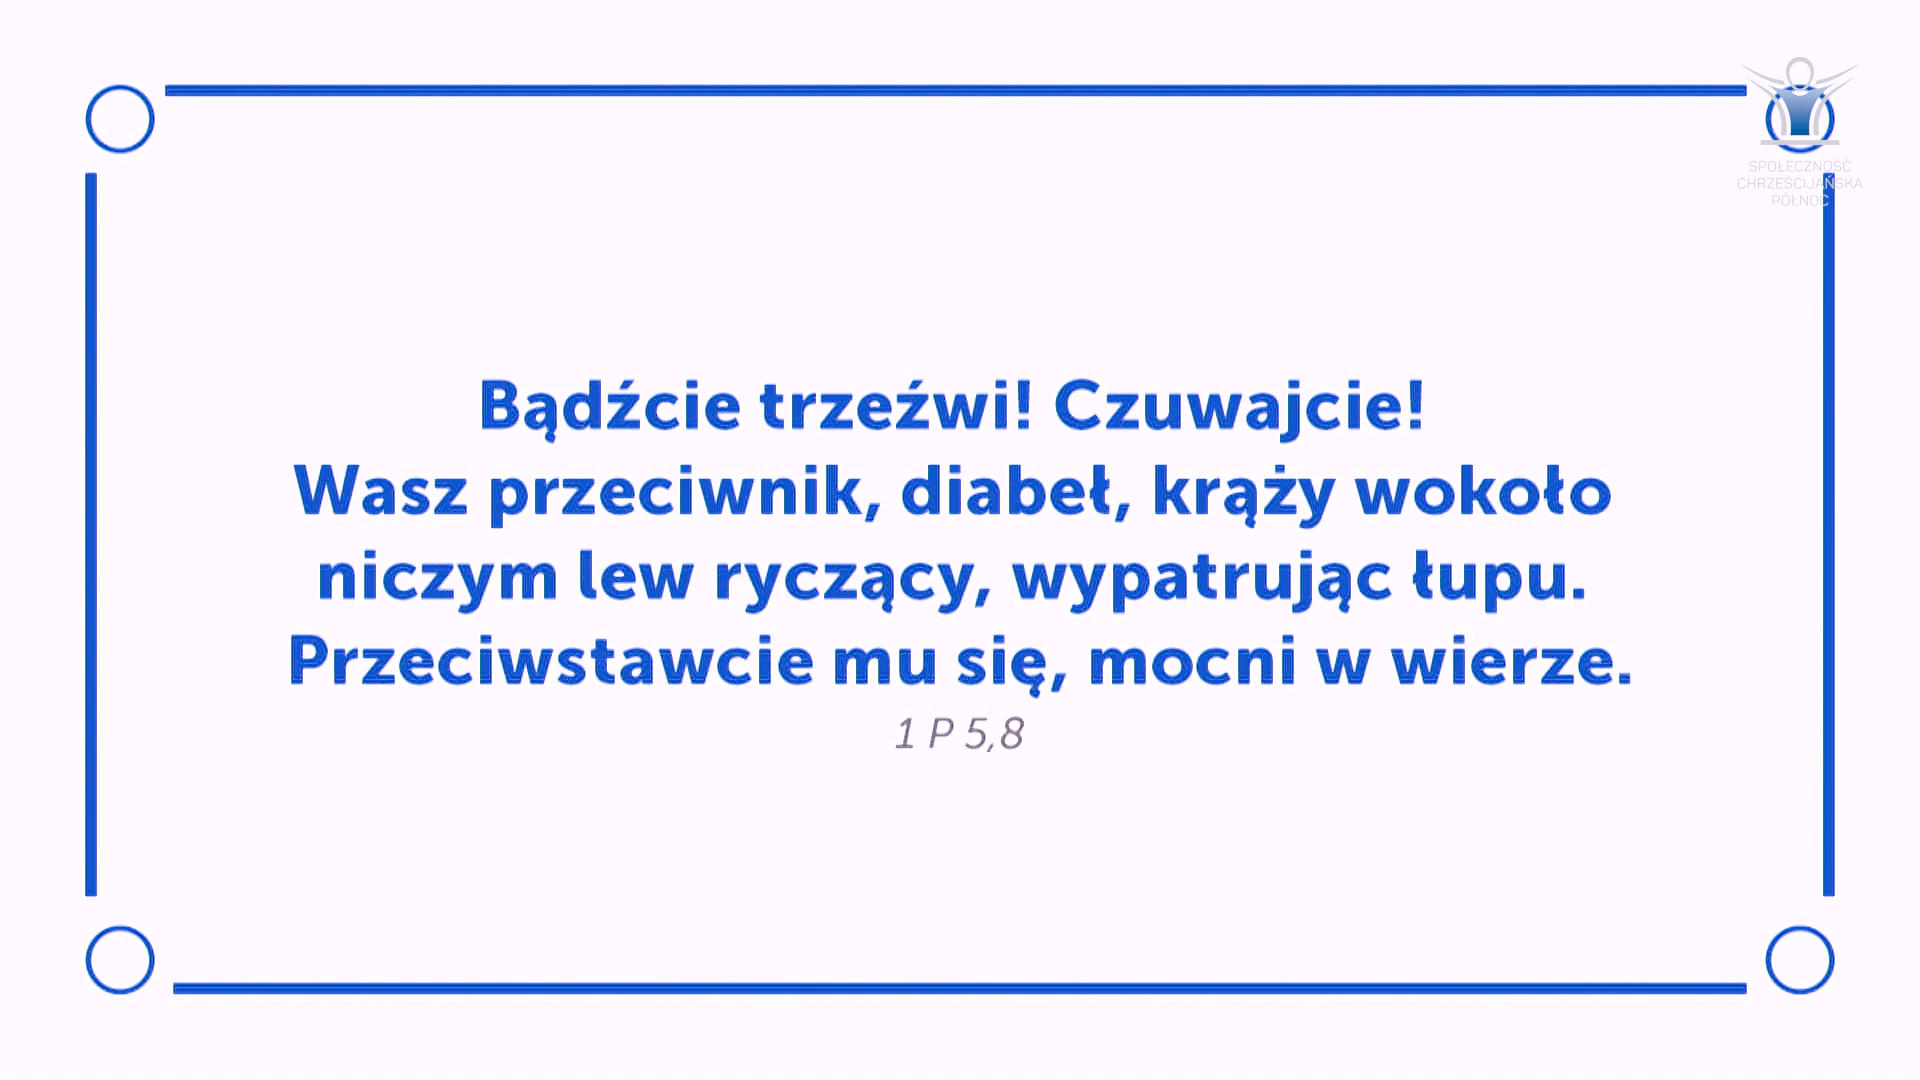 SPOŁECZNOŚĆ
CHRZEŚCIJAŃSKA
PÓŁNOC
Bądźcie trzeźwi! Czuwajcie!
Wasz przeciwnik, diabeł, krąży wokoło
niczym lew ryczący, wypatrując łupu.
Przeciwstawcie mu się, mocni w wierze.
1 P 5,8